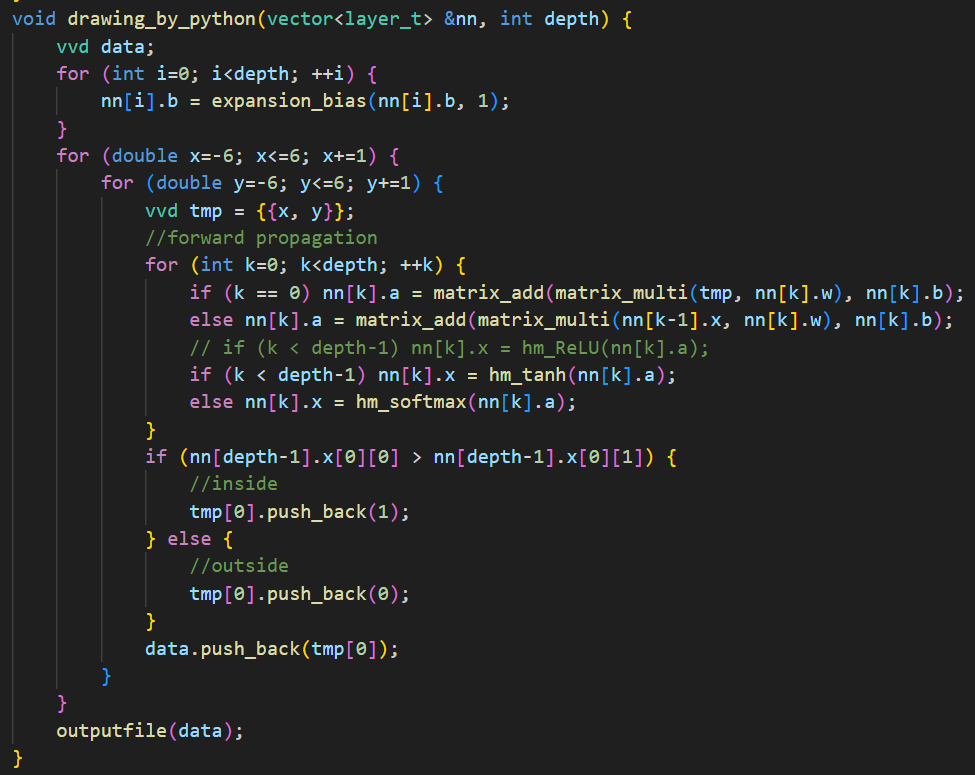 void drawing_by_python(vector<layer_t> &nn, int depth) {
    vvd data;
    for (int i=0; i<depth; ++i) {
        nn[i].b = expansion_bias(nn[i].b, 1);
    }
    for (double x=-6; x<=6; x+=1) {
        for (double y=-6; y<=6; y+=1) {
            vvd tmp = {{x, y}};
            //forward propagation
            for (int k=0; k<depth; ++k) {
                if (k == 0) nn[k].a = matrix_add(matrix_multi(tmp, nn[k].w), nn[k].b);
                else nn[k].a = matrix_add(matrix_multi(nn[k-1].x, nn[k].w), nn[k].b);
                // if (k < depth-1) nn[k].x = hm_ReLU(nn[k].a);
                if (k < depth-1) nn[k].x = hm_tanh(nn[k].a);
                else nn[k].x = hm_softmax(nn[k].a);
            }
            if (nn[depth-1].x[0][0] > nn[depth-1].x[0][1]) {
                //inside
                tmp[0].push_back(1);
            } else {
                //outside
                tmp[0].push_back(0);
            }
            data.push_back(tmp[0]);
        }
    }
    outputfile(data);
}